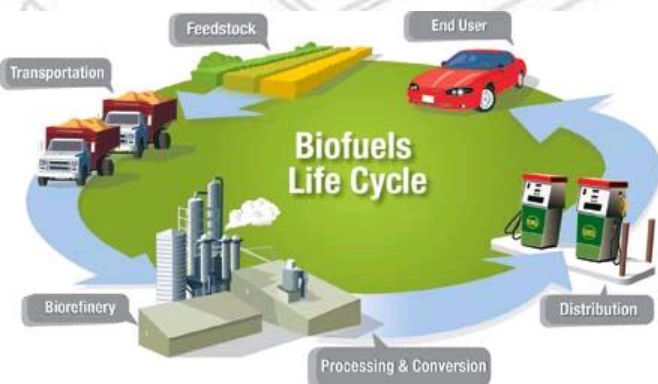 Feedstock
End User
Transportation
Biofuels
Life Cycle
Biorefinery
Distribution
Processing & Conversion